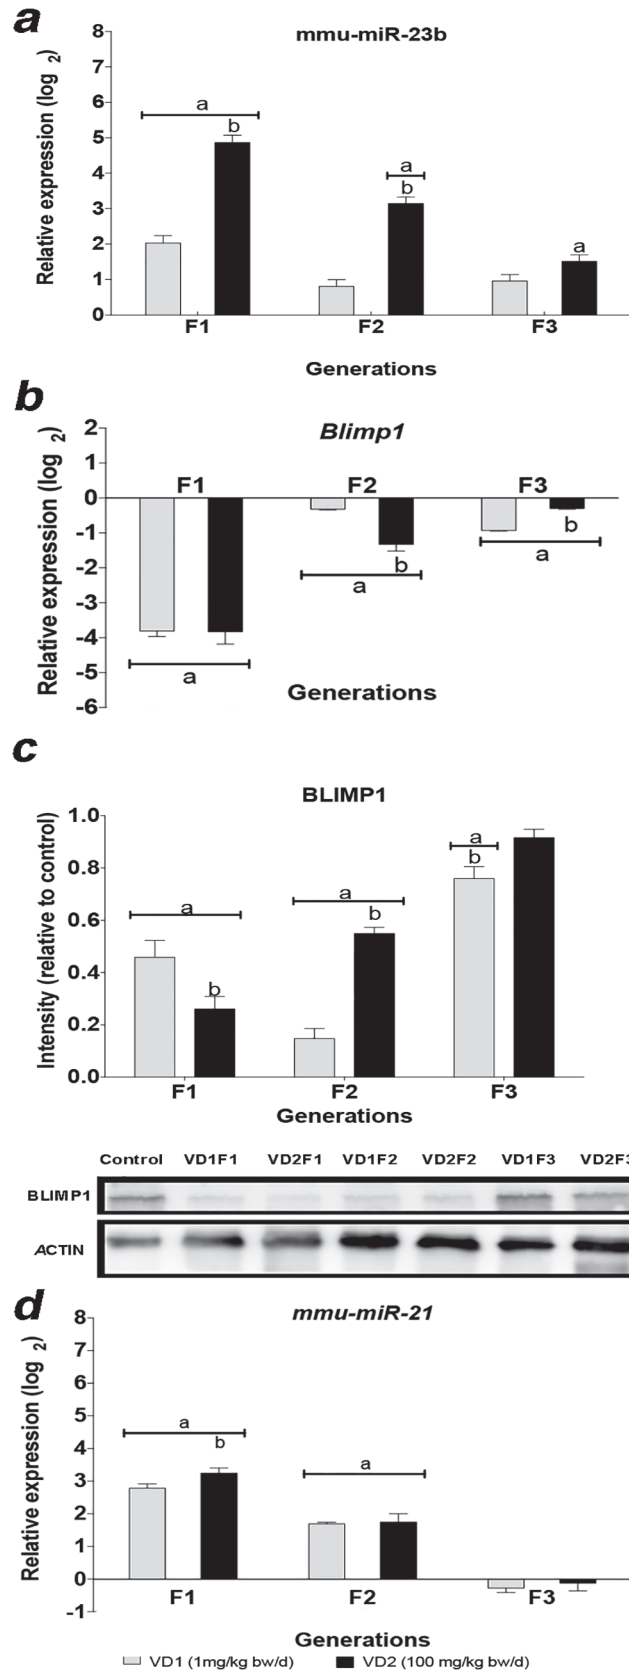 a
mmu-miR-23b
Relative expression (log 2)
8
7
6
5
4
3
2
1
0
a
b
a
b
a
F1 F2 F3
Generations
b
Blimp1
Relative expression (log 2)
2
1
0
-1
-2
-3
-4
-5
-6
F1 F2 F3
b
b
a
a
a
Generations
c
BLIMP1
Intensity (relative to control)
1.0
0.8
0.6
0.4
0.2
0.0
a
b
a
b
a
b
F1 F2 F3
Generations
Control VD1F1 VD2F1 VD1F2 VD2F2 VD1F3 VD2F3
BLIMP1
ACTIN
d
mmu-miR-21
Relative expression (log 2)
8
7
6
5
4
3
2
1
0
-1
a
b
a
F1 F2 F3
Generations
VD1 (1mg/kg bw/d) VD2 (100 mg/kg bw/d)